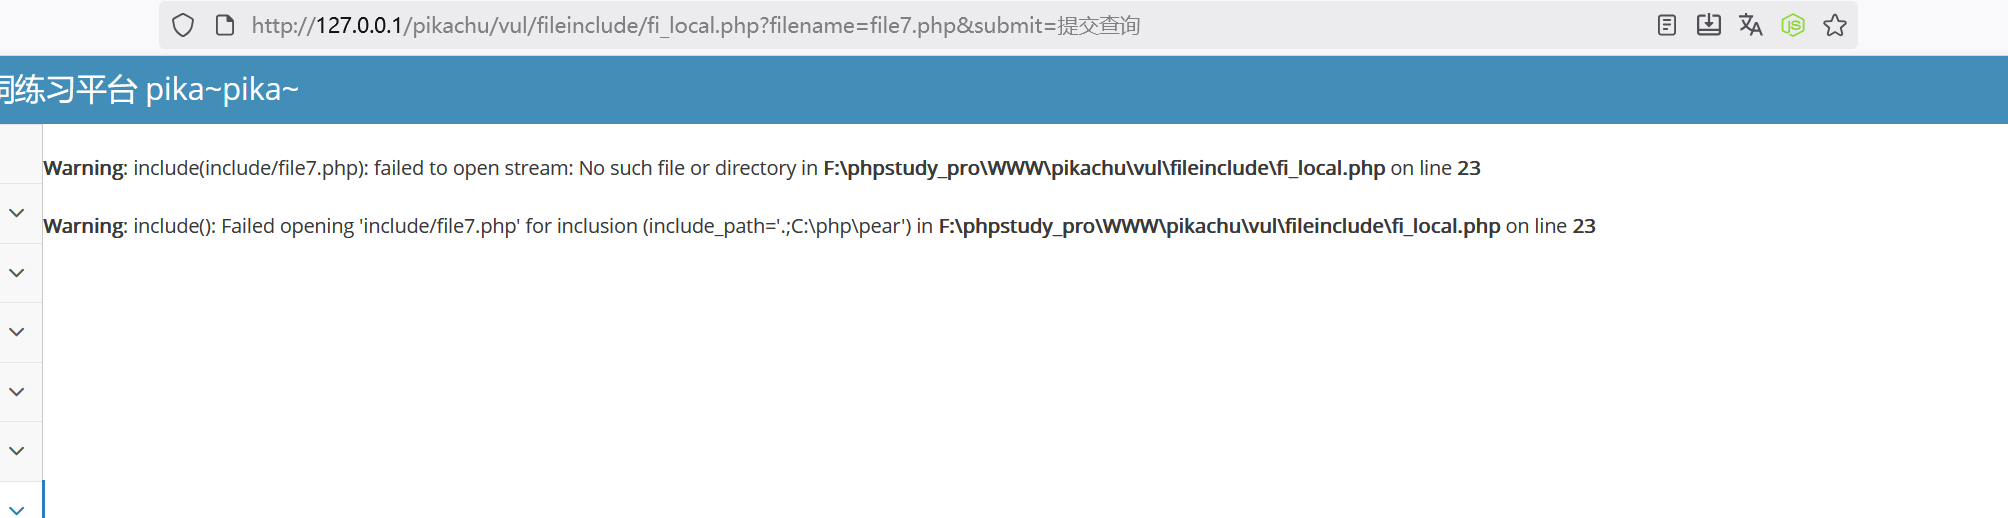 http://127.0.0.1/pikachu/vul/fileinclude/fi_local.php?filename=file7.php&submit=提交查询
练习平台 pika~pika~
Warning: include(include/file7.php): failed to open stream: No such file or directory in F:\phpstudy_pro\WWW\pikachu\vul\fileinclude\fi_local.php on line 23
Warning: include(): Failed opening 'include/file7.php' for inclusion (include_path='.;C:\php\pear') in F:\phpstudy_pro\WWW\pikachu\vul\fileinclude\fi_local.php on line 23